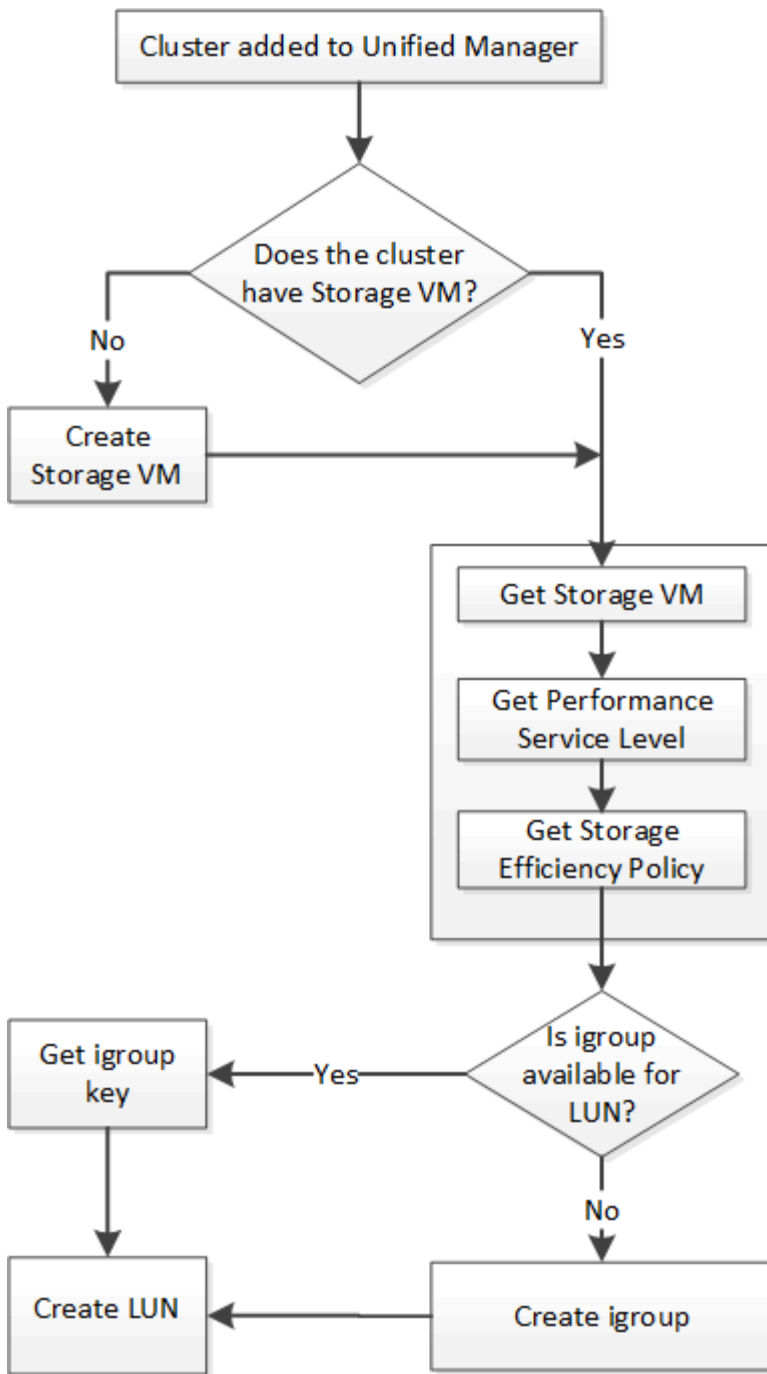 Cluster added to Unified Manager
Does the cluster
have Storage VM?
No
Yes
Create
Storage VM
Get Storage VM
Get Performance
Service Level
Get Storage
Efficiency Policy
Is igroup
available for
LUN?
Yes
Get igroup
key
No
Create LUN
Create igroup